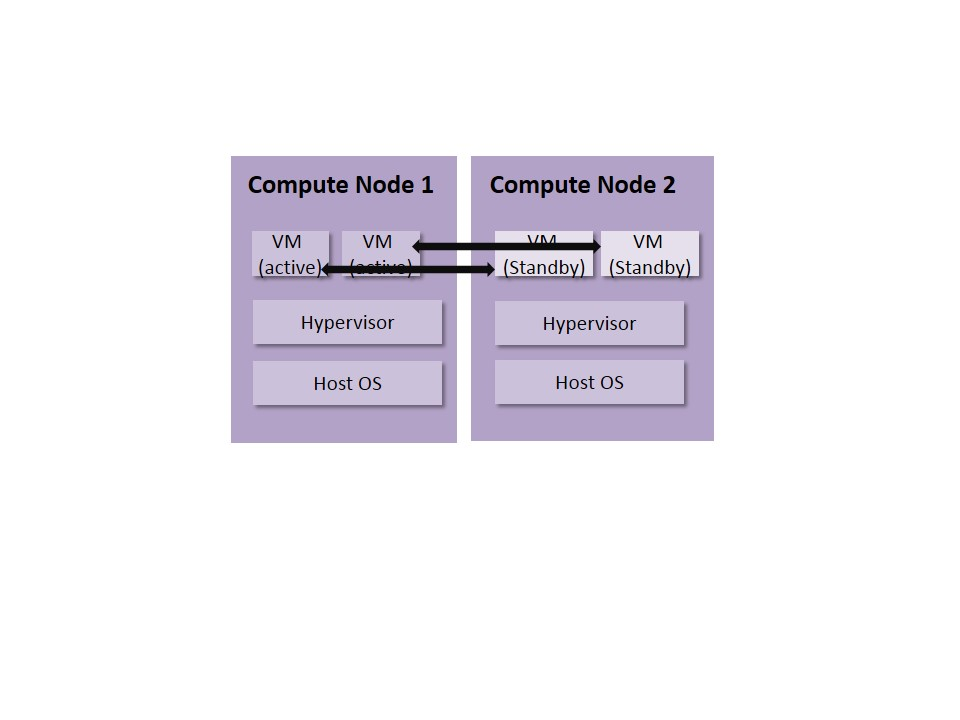 Compute Node 1
VM
(active)
VM
(active)
Hypervisor
Host OS
Compute Node 2
VM
(Standby)
VM
(Standby)
Hypervisor
Host OS